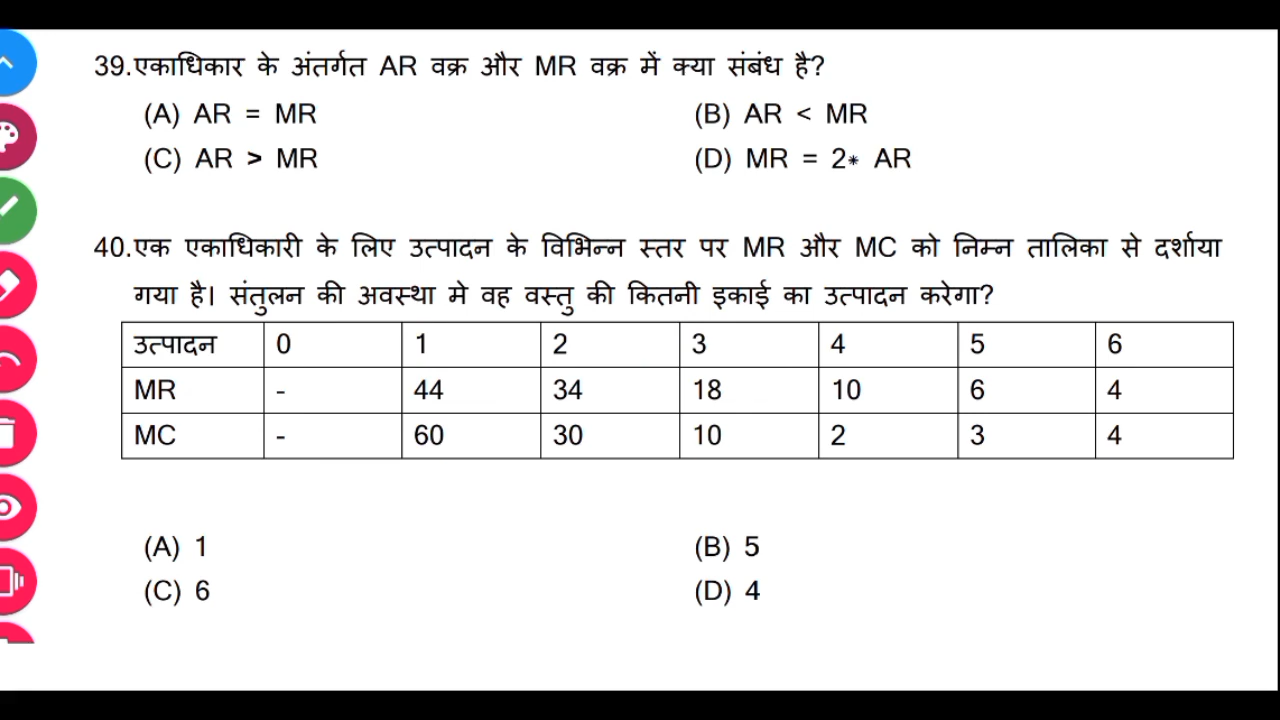 39.एकाधिकार के अंतर्गत AR वक्र और MR वक्र में क्या संबंध है?
(A) AR = MR (B) AR < MR
(C) AR > MR (D) MR = 2* AR
40.एक एकाधिकारी के लिए उत्पादन के विभिन्न स्तर पर MR और MC को निम्न तालिका से दर्शाया
गया है। संतुलन की अवस्था मे वह वस्तु की कितनी इकाई का उत्पादन करेगा?
उत्पादन 0 1 2 3 4 5 6
MR - 44 34 18 10 6 4
MC - 60 30 10 2 3 4
(A) 1 (B) 5
(C) 6 (D) 4